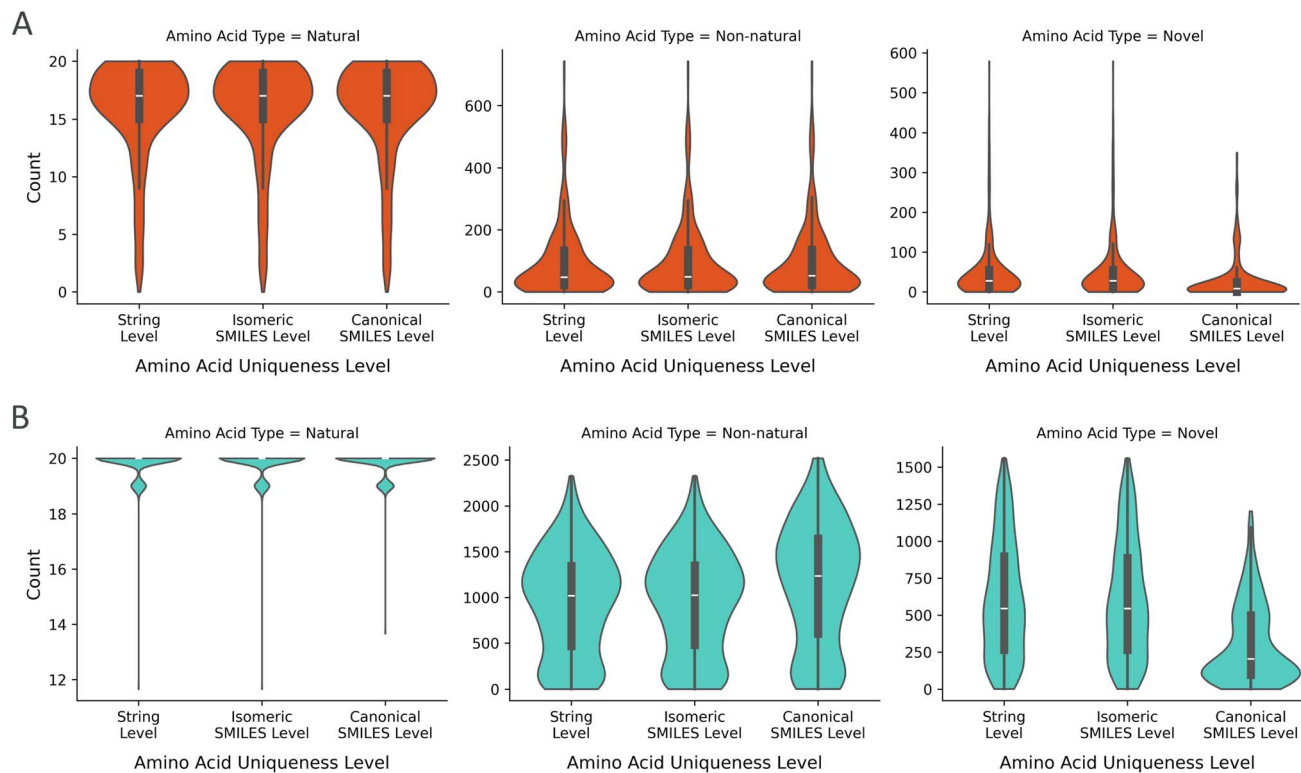 A
Amino Acid Type = Natural
Amino Acid Type = Non-natural
Amino Acid Type = Novel
Count
20
15
10
5
0
600
400
200
0
600
500
400
300
200
100
0
String Level
Isomeric SMILES Level
Canonical SMILES Level
String Level
Isomeric SMILES Level
Canonical SMILES Level
String Level
Isomeric SMILES Level
Canonical SMILES Level
Amino Acid Uniqueness Level
Amino Acid Uniqueness Level
Amino Acid Uniqueness Level
B
Amino Acid Type = Natural
Amino Acid Type = Non-natural
Amino Acid Type = Novel
Count
20
18
16
14
12
2500
2000
1500
1000
500
0
1500
1250
1000
750
500
250
0
String Level
Isomeric SMILES Level
Canonical SMILES Level
String Level
Isomeric SMILES Level
Canonical SMILES Level
String Level
Isomeric SMILES Level
Canonical SMILES Level
Amino Acid Uniqueness Level
Amino Acid Uniqueness Level
Amino Acid Uniqueness Level